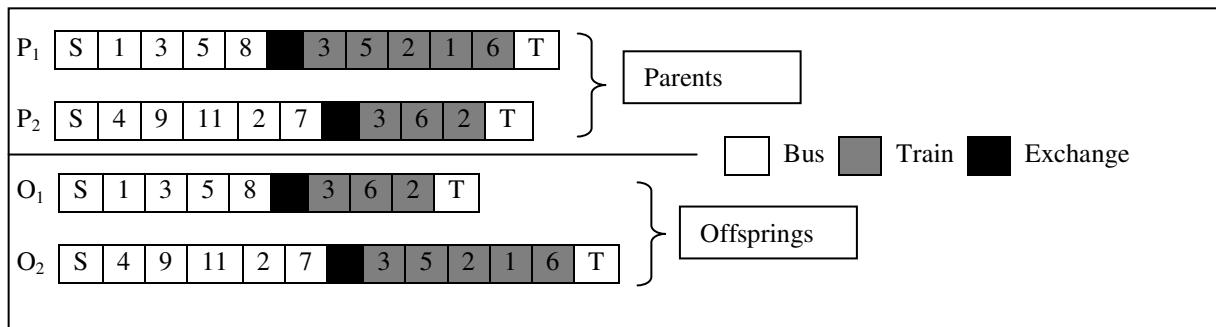 P1 S 1 3 5 8 3 5 2 1 6 T
Parents
P2 S 4 9 11 2 7 3 6 2 T
Bus Train Exchange
O1 S 1 3 5 8 3 6 2 T
Offsprings
O2 S 4 9 11 2 7 3 5 2 1 6 T